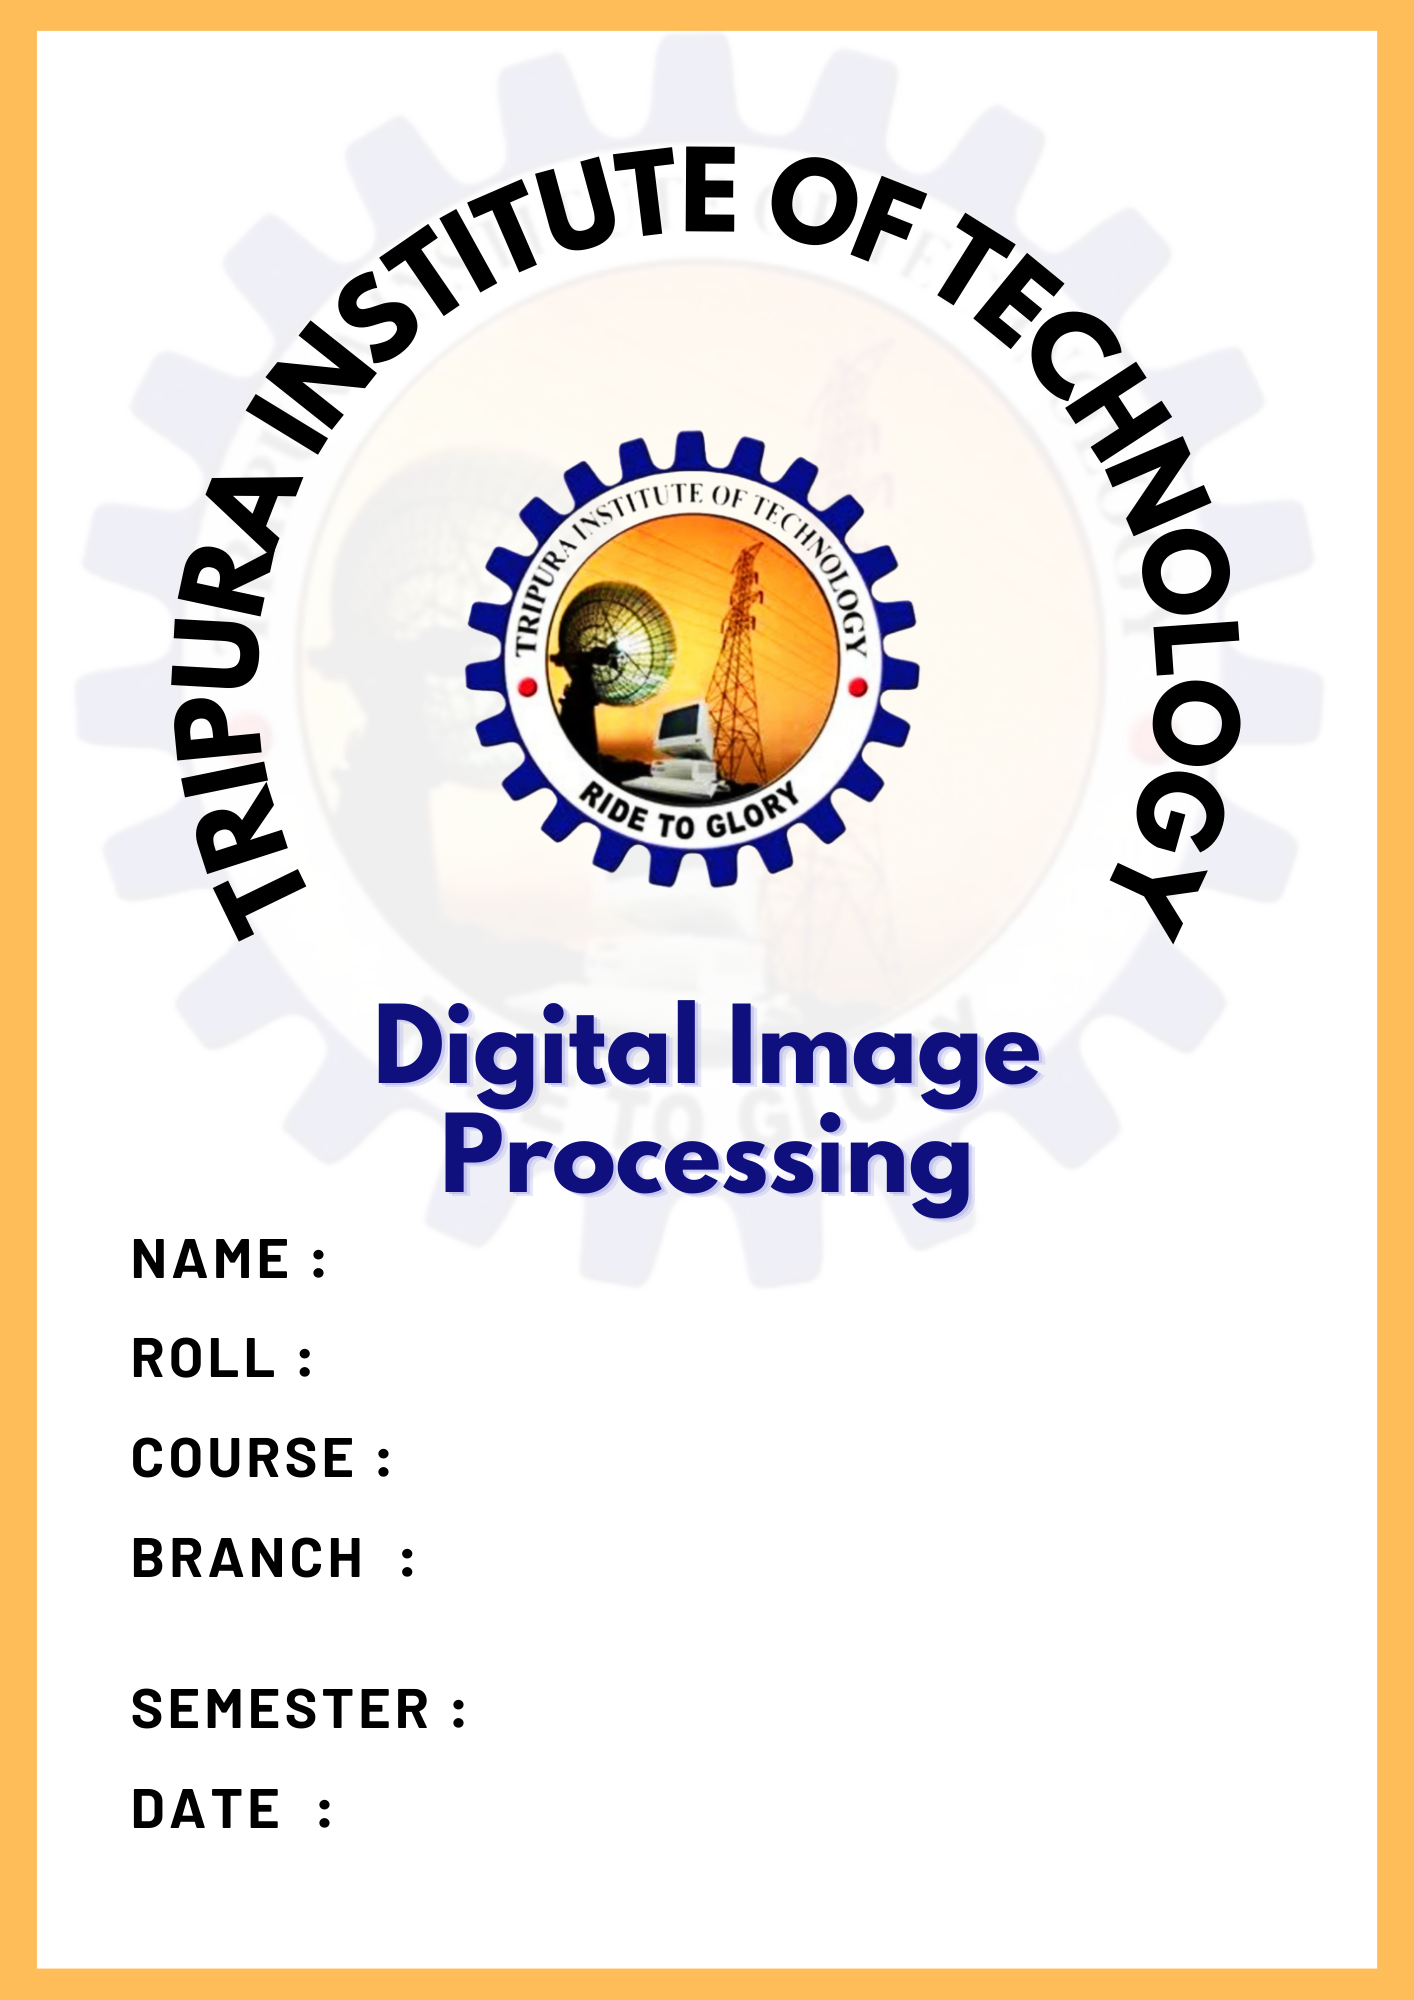 TRIPURA INSTITUTE OF TECHNOLOGY
TRIPURA INSTITUTE OF TECHNOLOGY
RIDE TO GLORY
Digital Image
Processing
NAME :
ROLL :
COURSE :
BRANCH :
SEMESTER :
DATE :